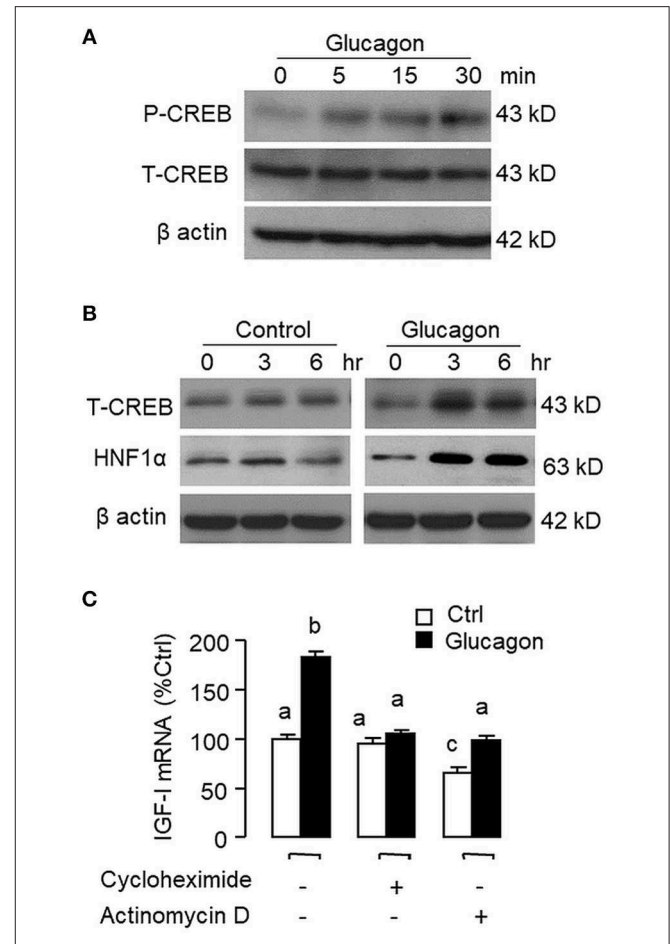 A
Glucagon
0 5 15 30 min
P-CREB 43 kD
T-CREB 43 kD
β actin 42 kD
B
Control Glucagon
0 3 6 hr 0 3 6 hr
T-CREB 43 kD
HNF1α 63 kD
β actin 42 kD
C
Ctrl
Glucagon
IGF-I mRNA (%Ctrl)
200
150
100
50
0
a b a a c a
Cycloheximide - + -
Actinomycin D - - +